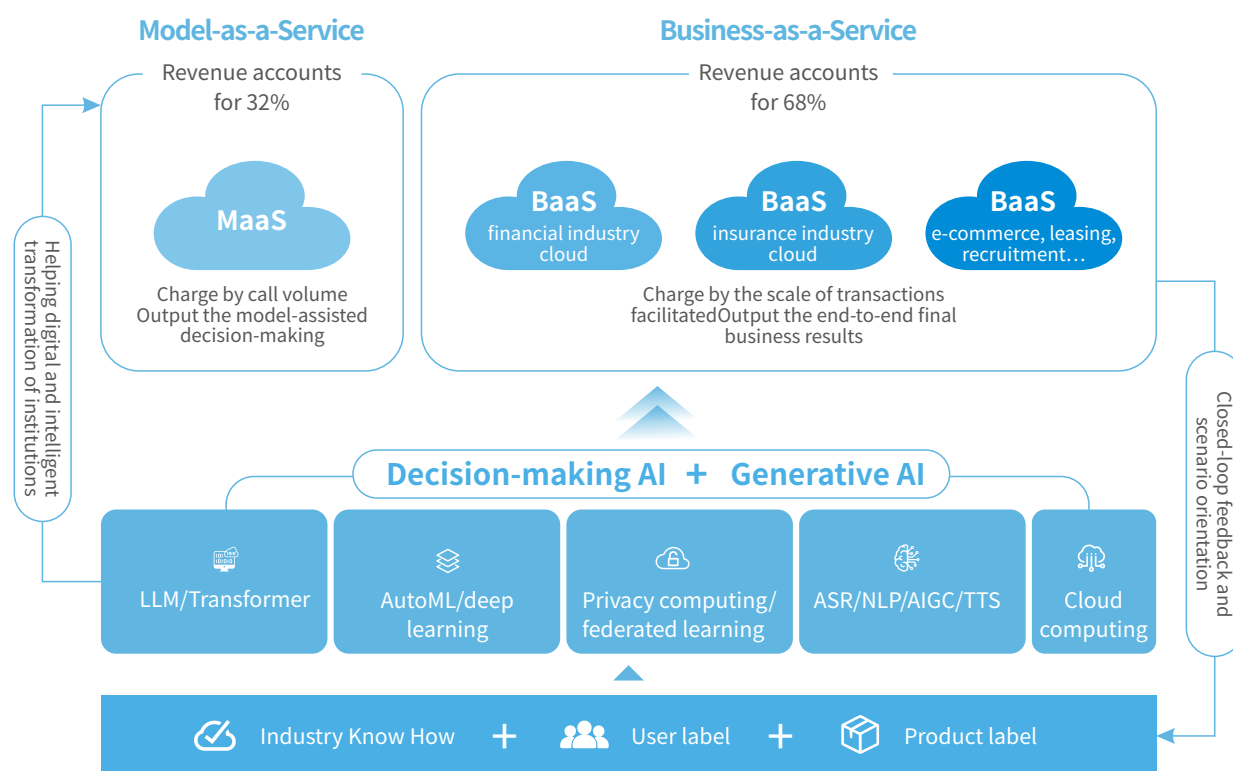 Model-as-a-Service
Revenue accounts
for 32%
MaaS
Charge by call volume
Output the model-assisted
decision-making
Business-as-a-Service
Revenue accounts
for 68%
BaaS
financial industry
cloud
BaaS
insurance industry
cloud
BaaS
e-commerce, leasing,
recruitment…
Charge by the scale of transactions
facilitatedOutput the end-to-end final
business results
Helping digital and intelligent
transformation of institutions
Closed-loop feedback and
scenario orientation
Decision-making AI + Generative AI
LLM/Transformer
AutoML/deep
learning
Privacy computing/
federated learning
ASR/NLP/AIGC/TTS
Cloud
computing
Industry Know How + User label + Product label